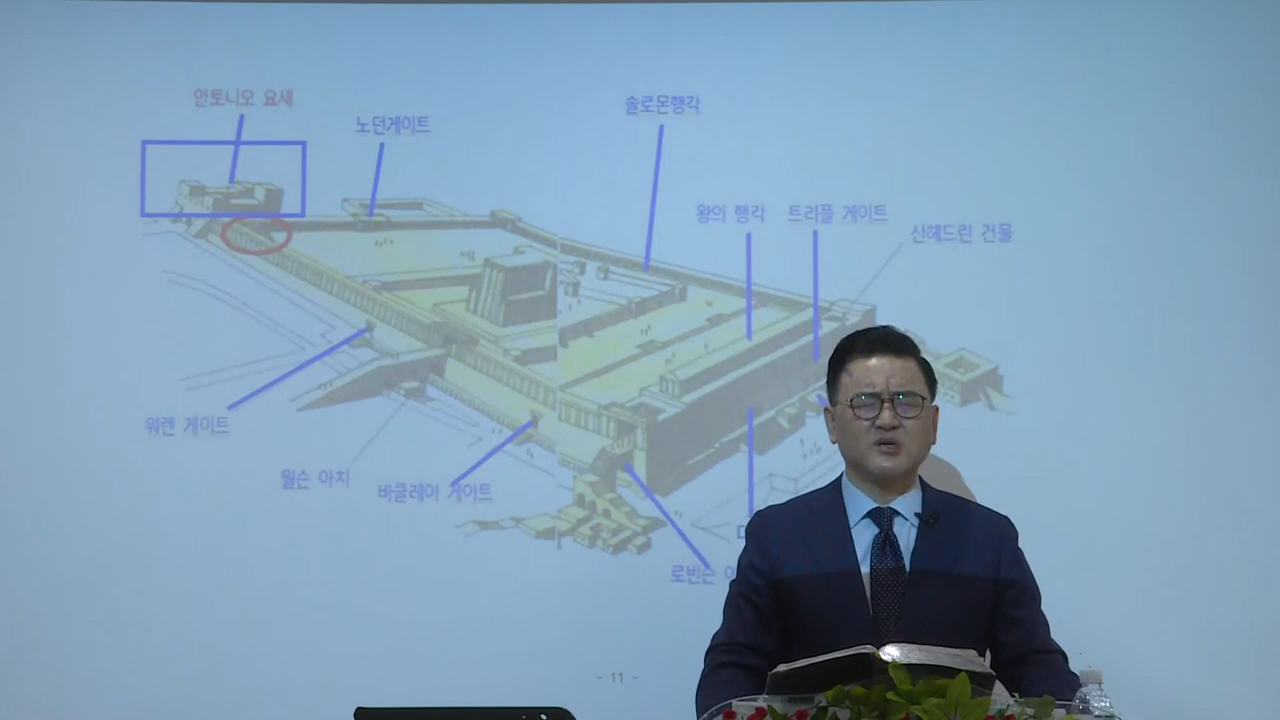 안토니오 요새
노던게이트
솔로몬행각
왕의 행각
트리플 게이트
산헤드린 건물
워렌 게이트
윌슨 아치
바클레이 게이트
로빈슨
- 11 -